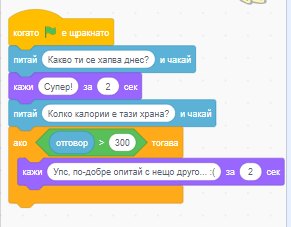 когато е щракнато
питай Какво ти се хапва днес? и чакай
кажи Супер! за 2 сек
питай Колко калории е тази храна? и чакай
ако отговор > 300 тогава
кажи Упс, по-добре опитай с нещо друго... :( за 2 сек